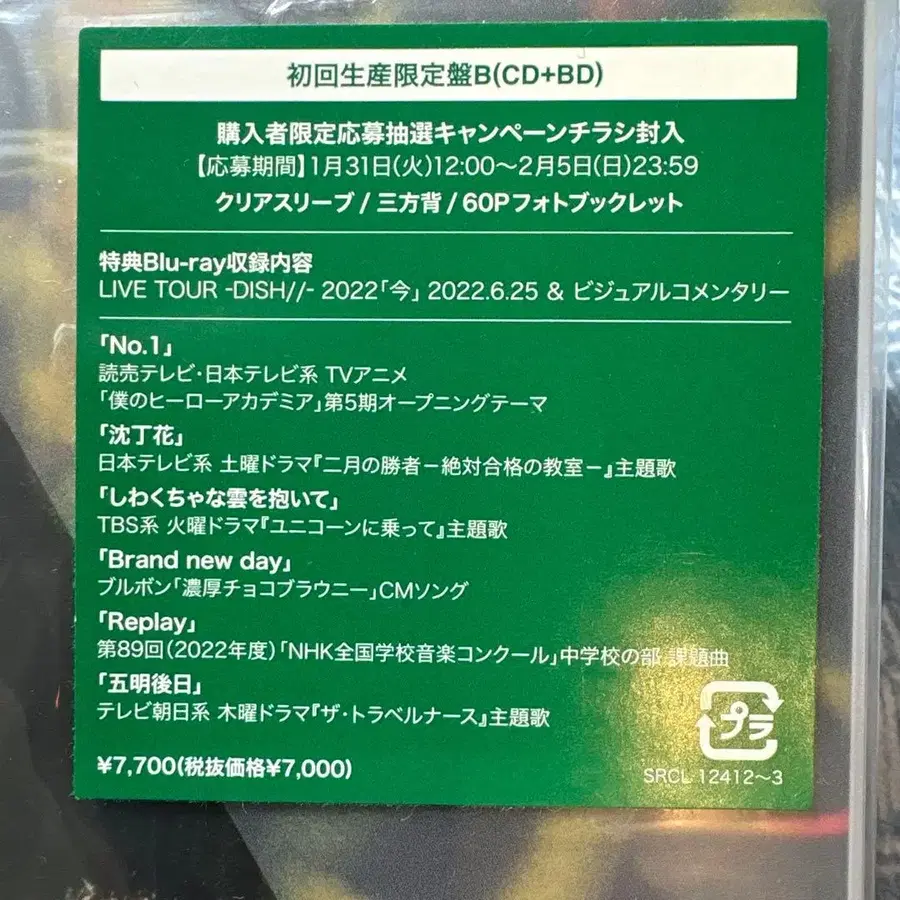 初回生産限定盤B(CD+BD)
購入者限定応募抽選キャンペーンチラシ封入
【応募期間】1月31日(火)12:00〜2月5日(日)23:59
クリアスリーブ / 三方背 / 60Pフォトブックレット
特典Blu-ray収録内容
LIVE TOUR -DISH//- 2022「今」 2022.6.25 & ビジュアルコメンタリー
「No.1」
読売テレビ・日本テレビ系 TVアニメ
「僕のヒーローアカデミア」第5期オープニングテーマ
「沈丁花」
日本テレビ系 土曜ドラマ『二月の勝者－絶対合格の教室－』主題歌
「しわくちゃな雲を抱いて」
TBS系 火曜ドラマ『ユニコーンに乗って』主題歌
「Brand new day」
ブルボン「濃厚チョコブラウニー」CMソング
「Replay」
第89回(2022年度)「NHK全国学校音楽コンクール」中学校の部 課題曲
「五明後日」
テレビ朝日系 木曜ドラマ『ザ・トラベルナース』主題歌
プラ
¥7,700(税抜価格¥7,000)
SRCL 12412〜3